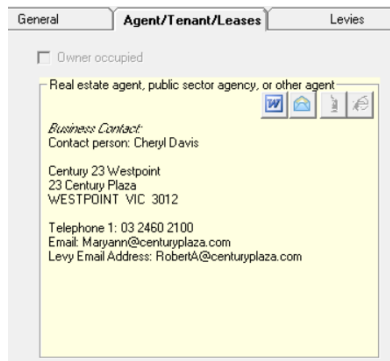 General Agent/Tenant/Leases Levies
Owner occupied
Real estate agent, public sector agency, or other agent
Business Contact:
Contact person: Cheryl Davis
Century 23 Westpoint
23 Century Plaza
WESTPOINT VIC 3012
Telephone 1: 03 2460 2100
Email: Maryann@centuryplaza.com
Levy Email Address: RobertA@centuryplaza.com